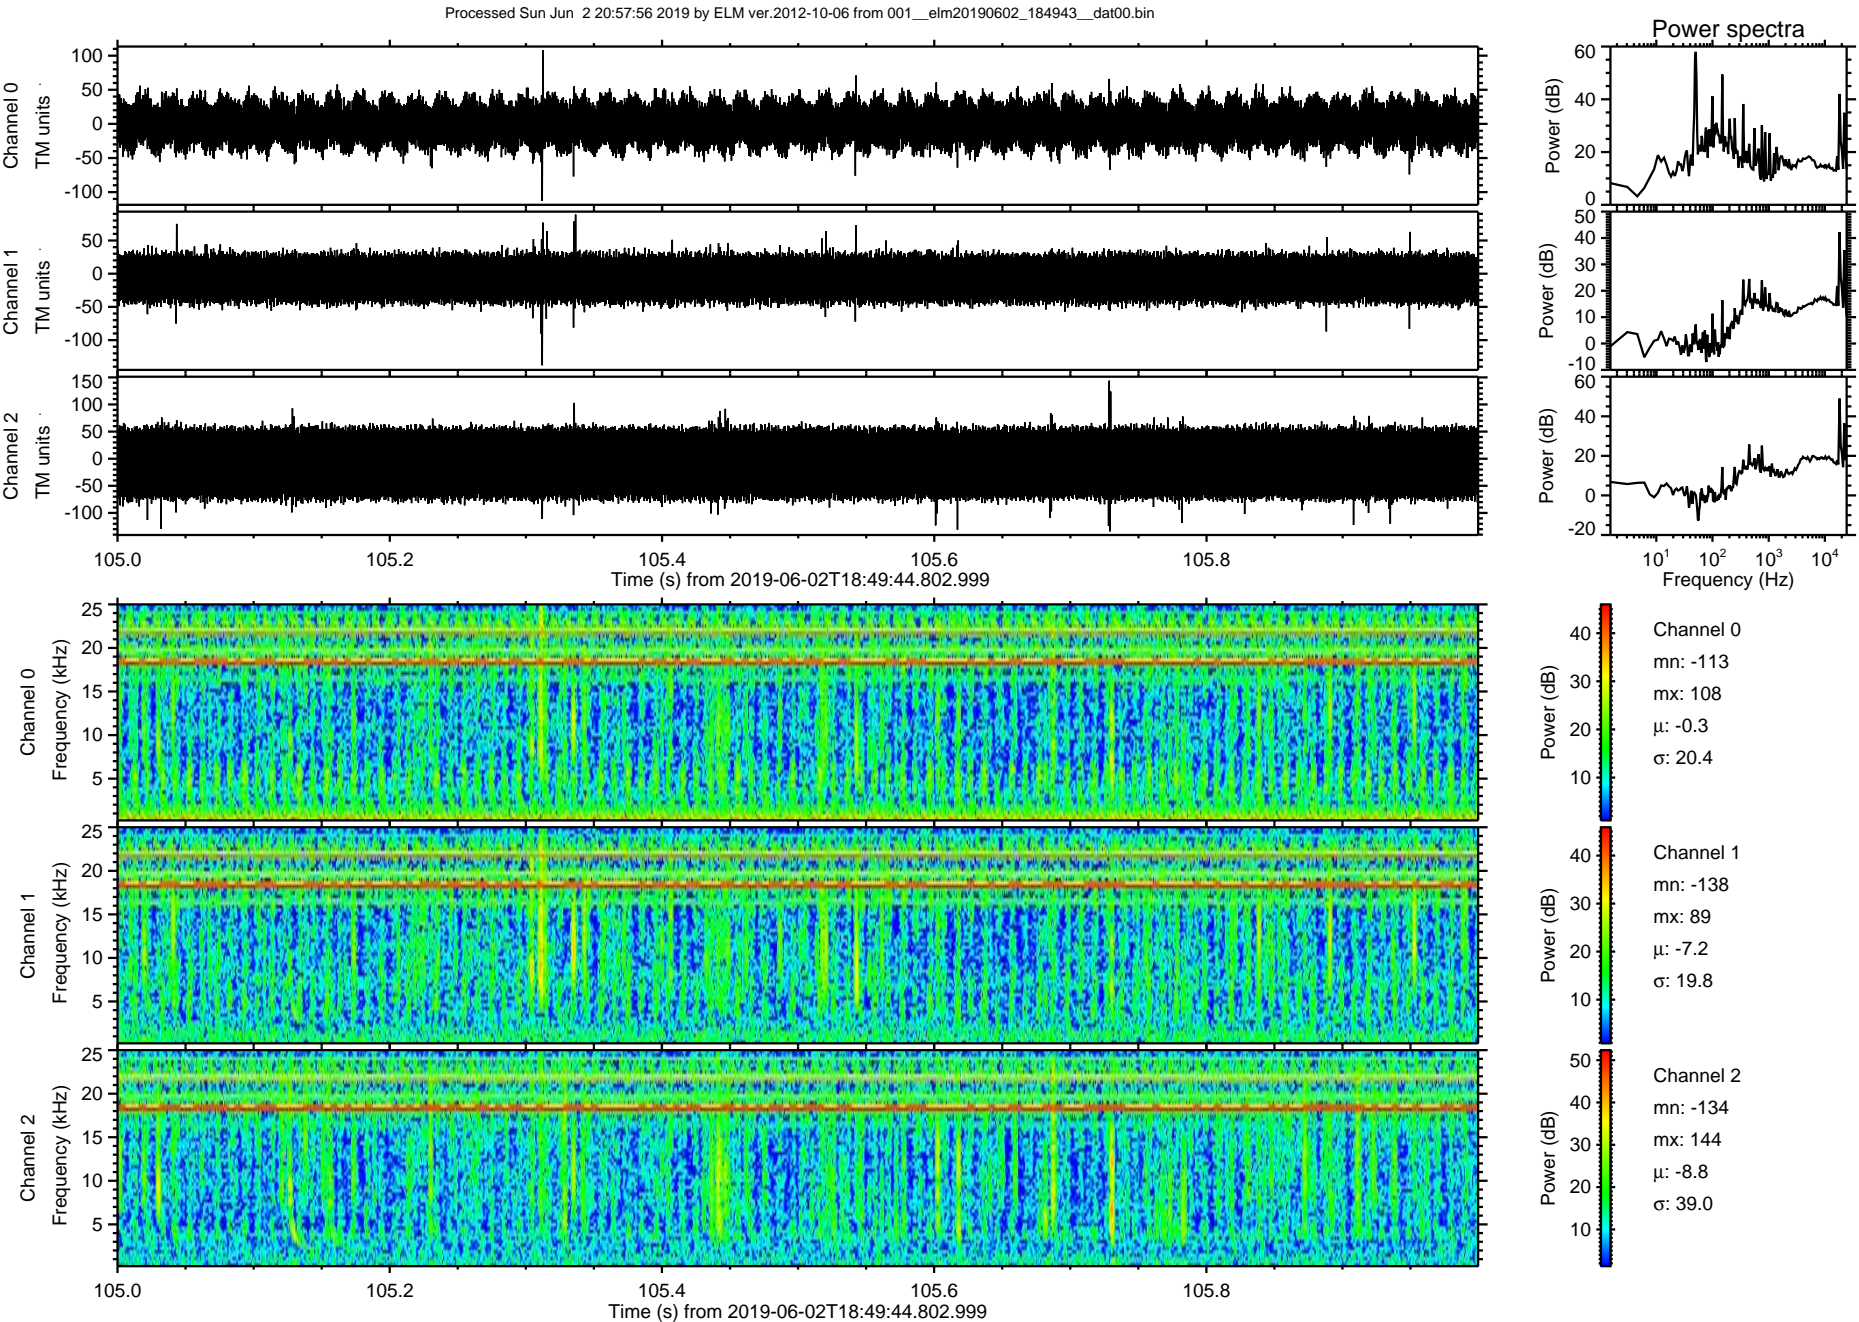 Processed Sun Jun  2 20:57:56 2019 by ELM ver.2012-10-06 from 001__elm20190602_184943__dat00.bin
Power spectra
Channel 0
TM units
100
50
0
-50
-100
Power (dB)
60
40
20
0
Channel 1
TM units
50
0
-50
-100
Power (dB)
50
40
30
20
10
0
-10
Channel 2
TM units
150
100
50
0
-50
-100
Power (dB)
60
40
20
0
-20
105.0 105.2 105.4 105.6 105.8
Time (s) from 2019-06-02T18:49:44.802.999
10¹ 10² 10³ 10⁴
Frequency (Hz)
Channel 0
Frequency (kHz)
25
20
15
10
5
Power (dB)
40
30
20
10
Channel 0
mn: -113
mx: 108
µ: -0.3
σ: 20.4
Channel 1
Frequency (kHz)
25
20
15
10
5
Power (dB)
40
30
20
10
Channel 1
mn: -138
mx: 89
µ: -7.2
σ: 19.8
Channel 2
Frequency (kHz)
25
20
15
10
5
Power (dB)
50
40
30
20
10
Channel 2
mn: -134
mx: 144
µ: -8.8
σ: 39.0
105.0 105.2 105.4 105.6 105.8
Time (s) from 2019-06-02T18:49:44.802.999